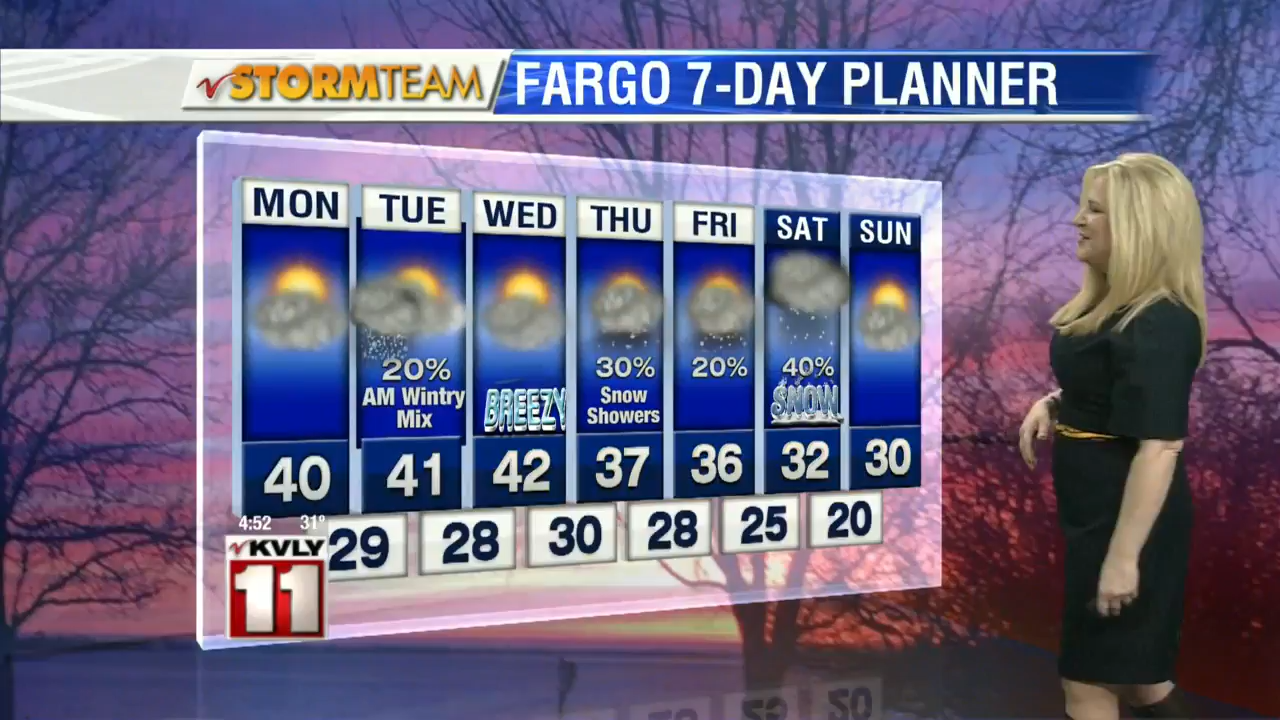 STORMTEAM
FARGO 7-DAY PLANNER
MON TUE WED THU FRI SAT SUN
20% 30% 20% 40%
AM Wintry
Mix
BREEZY
Snow
Showers
SNOW
40 41 42 37 36 32 30
29 28 30 28 25 20
4:52 31°
KVLY
11